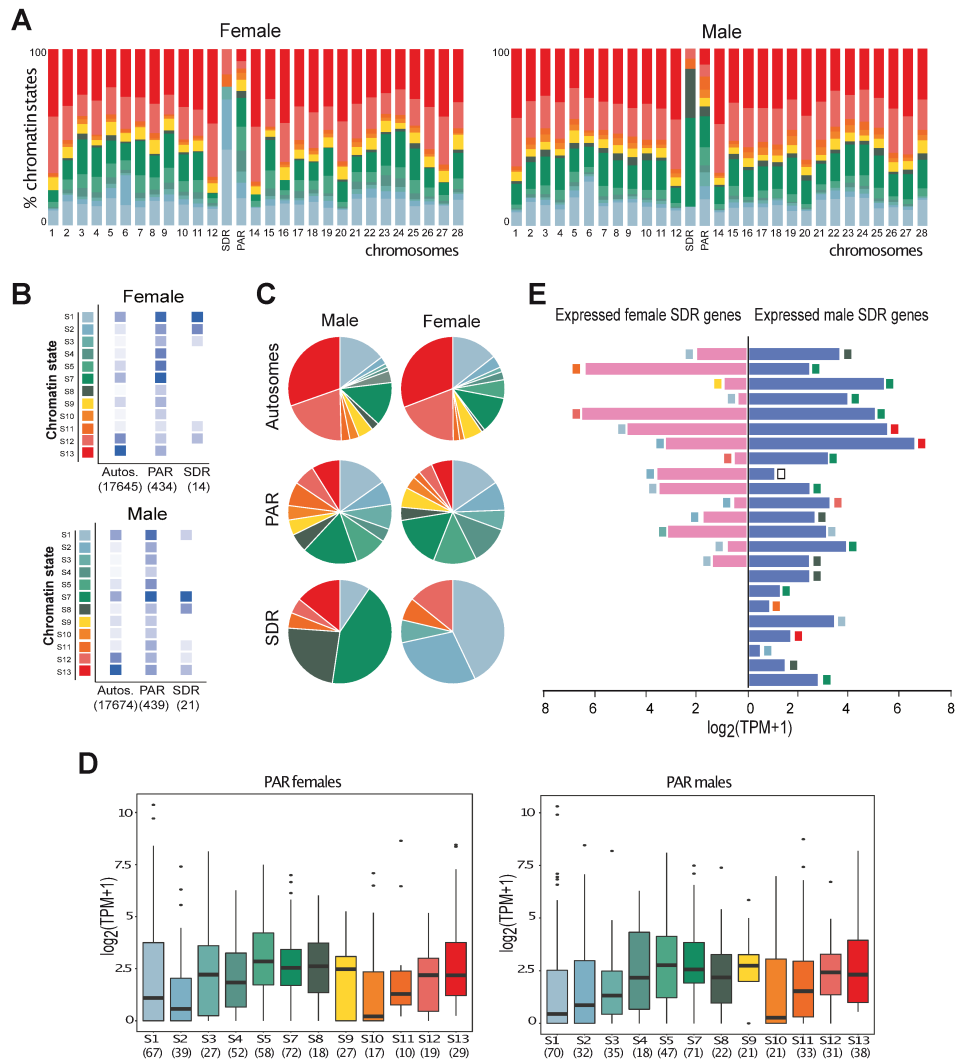 A
Female
Male
% chromatin states
100
0
1 2 3 4 5 6 7 8 9 10 11 12 SDR PAR 14 15 16 17 18 19 20 21 22 23 24 25 26 27 28
chromosomes
100
0
1 2 3 4 5 6 7 8 9 10 11 12 SDR PAR 14 15 16 17 18 19 20 21 22 23 24 25 26 27 28
chromosomes
B
Female
Chromatin state
S1
S2
S3
S4
S5
S7
S8
S9
S10
S11
S12
S13
Autos. PAR SDR
(17645) (434) (14)
Male
Chromatin state
S1
S2
S3
S4
S5
S7
S8
S9
S10
S11
S12
S13
Autos. PAR SDR
(17674) (439) (21)
C
Male Female
Autosomes
PAR
SDR
E
Expressed female SDR genes Expressed male SDR genes
8 6 4 2 0 0 2 4 6 8
log2(TPM+1)
D
PAR females
log2(TPM+1)
10
7.5
5
2.5
0
S1 S2 S3 S4 S5 S7 S8 S9 S10 S11 S12 S13
(67) (39) (27) (52) (58) (72) (18) (27) (17) (10) (19) (29)
PAR males
log2(TPM+1)
10
7.5
5
2.5
0
S1 S2 S3 S4 S5 S7 S8 S9 S10 S11 S12 S13
(70) (32) (35) (18) (47) (71) (22) (21) (21) (33) (31) (38)